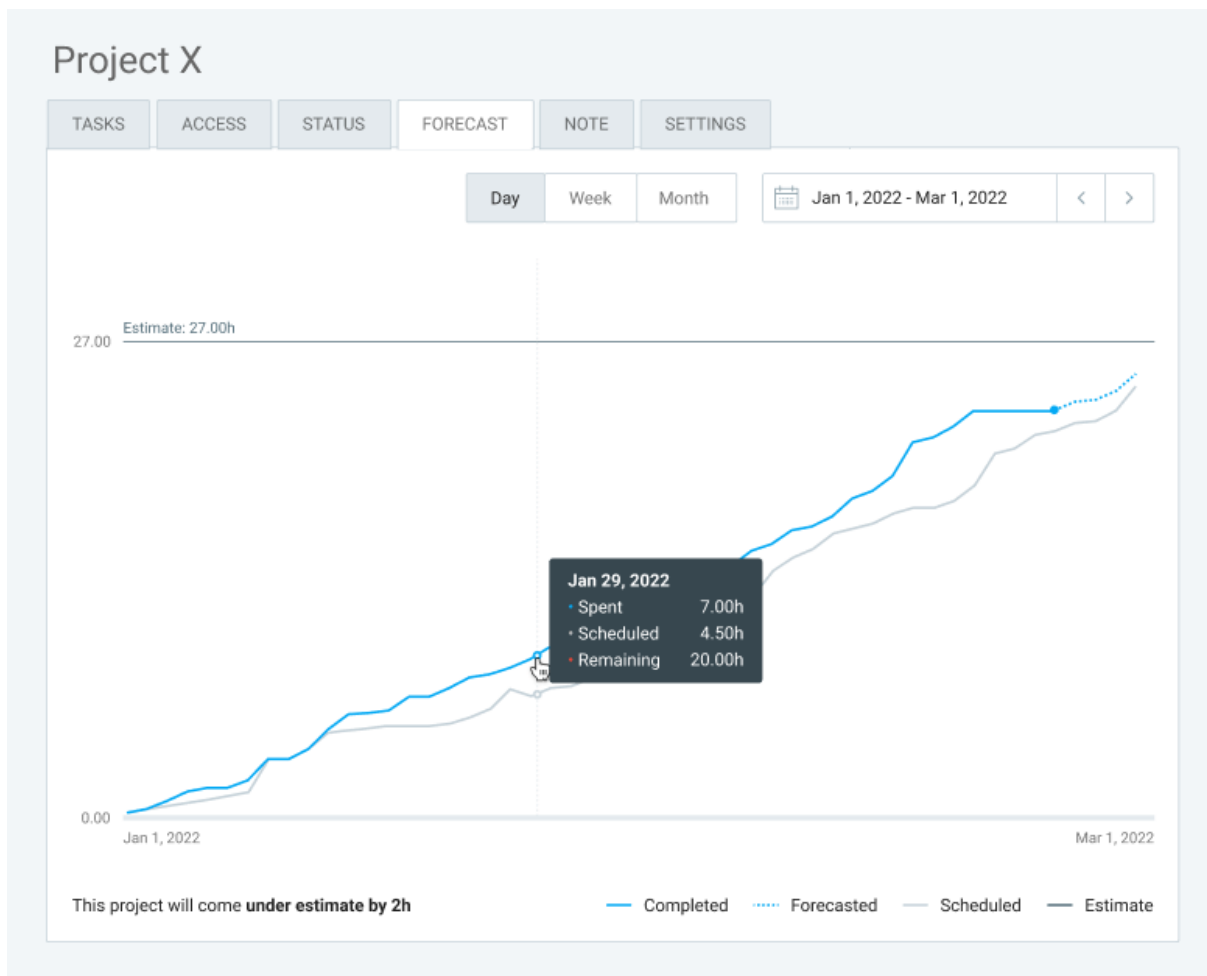 Project X
TASKS ACCESS STATUS FORECAST NOTE SETTINGS
Day Week Month Jan 1, 2022 - Mar 1, 2022
Estimate: 27.00h
27.00
Jan 29, 2022
Spent 7.00h
Scheduled 4.50h
Remaining 20.00h
0.00
Jan 1, 2022 Mar 1, 2022
This project will come under estimate by 2h Completed Forecasted Scheduled Estimate